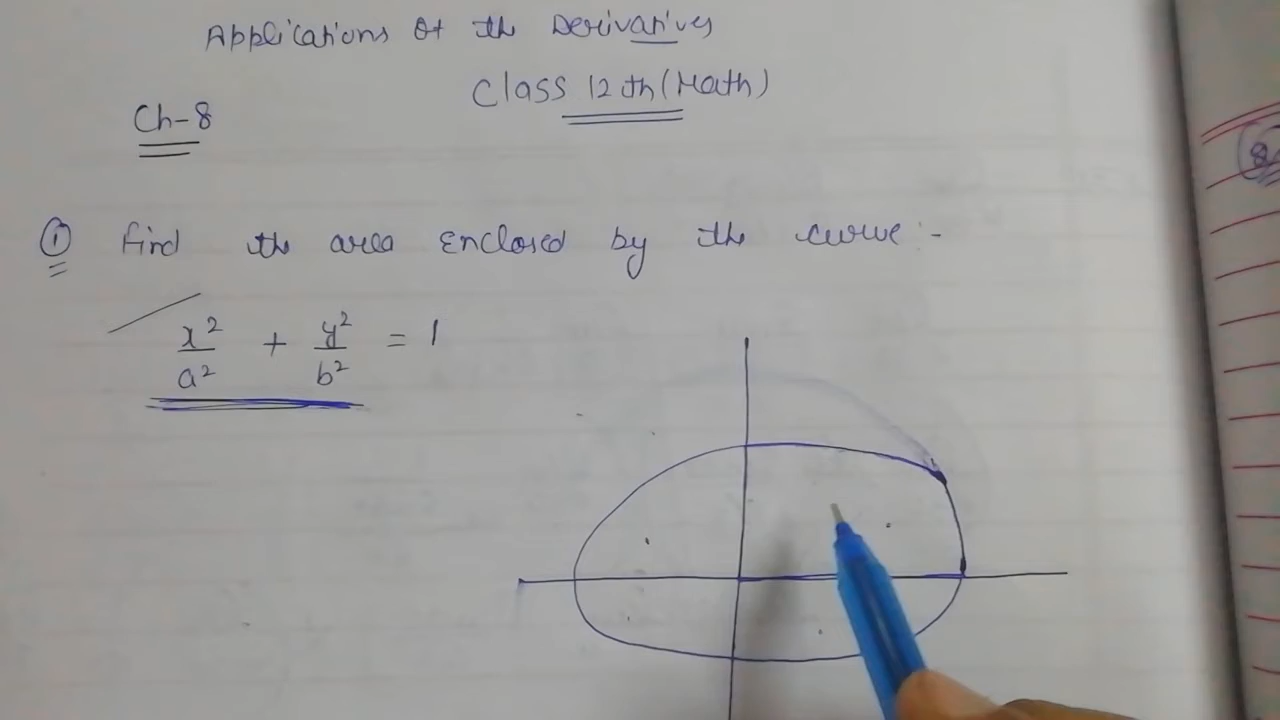 Applications Of the Derivatives
Class 12th (Math)
Ch-8
① Find the area Enclosed by the curve :-
x²/a² + y²/b² = 1